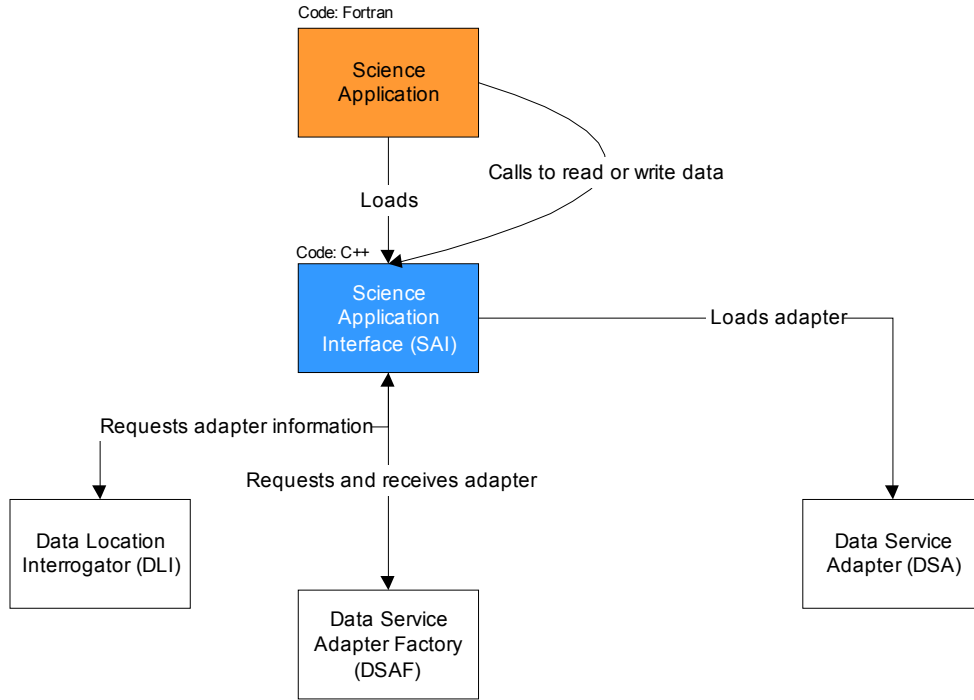 Code: Fortran
Science
Application
Calls to read or write data
Loads
Code: C++
Science
Application
Interface (SAI)
Loads adapter
Requests adapter information
Requests and receives adapter
Data Location
Interrogator (DLI)
Data Service
Adapter (DSA)
Data Service
Adapter Factory
(DSAF)